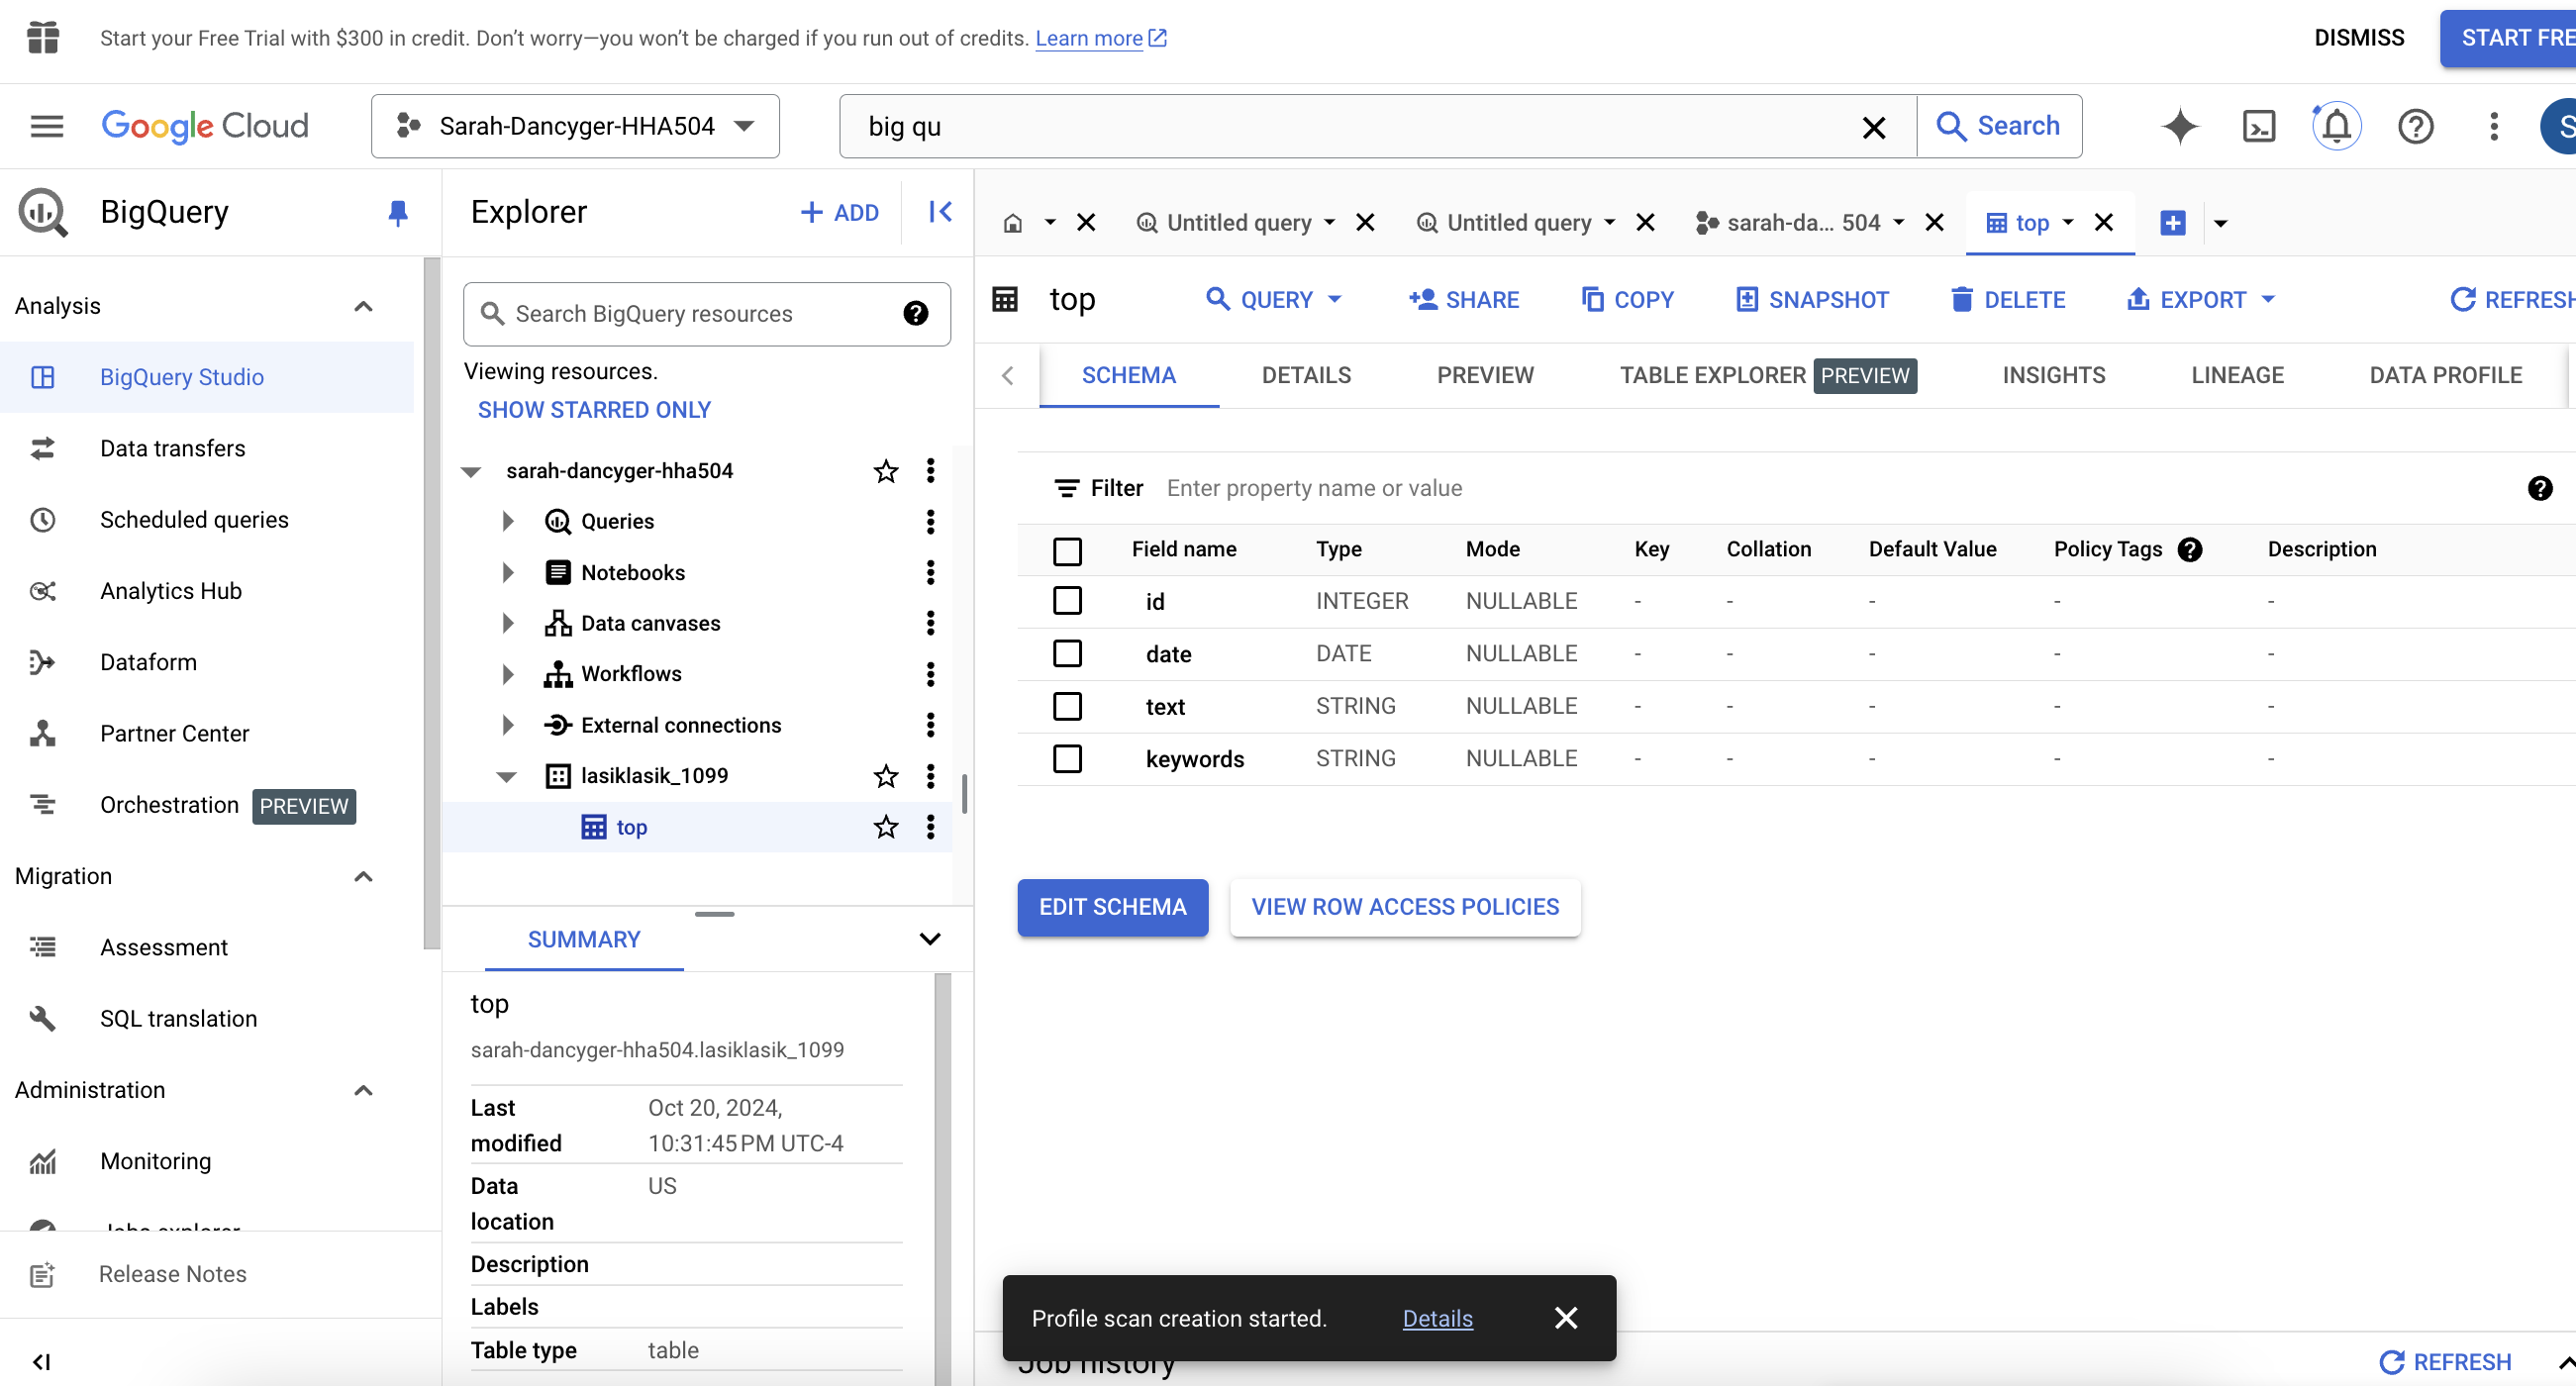 Start your Free Trial with $300 in credit. Don't worry—you won't be charged if you run out of credits. Learn more
DISMISS
START FRE
Google Cloud
Sarah-Dancyger-HHA504
big qu
Search
S
BigQuery
Analysis
BigQuery Studio
Data transfers
Scheduled queries
Analytics Hub
Dataform
Partner Center
Orchestration PREVIEW
Migration
Assessment
SQL translation
Administration
Monitoring
Jobs explorer
Release Notes
Explorer
ADD
Search BigQuery resources
Viewing resources.
SHOW STARRED ONLY
sarah-dancyger-hha504
Queries
Notebooks
Data canvases
Workflows
External connections
lasiklasik_1099
top
SUMMARY
top
sarah-dancyger-hha504.lasiklasik_1099
Last modified Oct 20, 2024, 10:31:45 PM UTC-4
Data location US
Description
Labels
Table type table
Untitled query
Untitled query
sarah-da... 504
top
top
QUERY
SHARE
COPY
SNAPSHOT
DELETE
EXPORT
REFRESH
SCHEMA DETAILS PREVIEW TABLE EXPLORER PREVIEW INSIGHTS LINEAGE DATA PROFILE
Filter Enter property name or value
Field name Type Mode Key Collation Default Value Policy Tags Description
id INTEGER NULLABLE - - - - -
date DATE NULLABLE - - - - -
text STRING NULLABLE - - - - -
keywords STRING NULLABLE - - - - -
EDIT SCHEMA
VIEW ROW ACCESS POLICIES
Profile scan creation started. Details
Job history
REFRESH